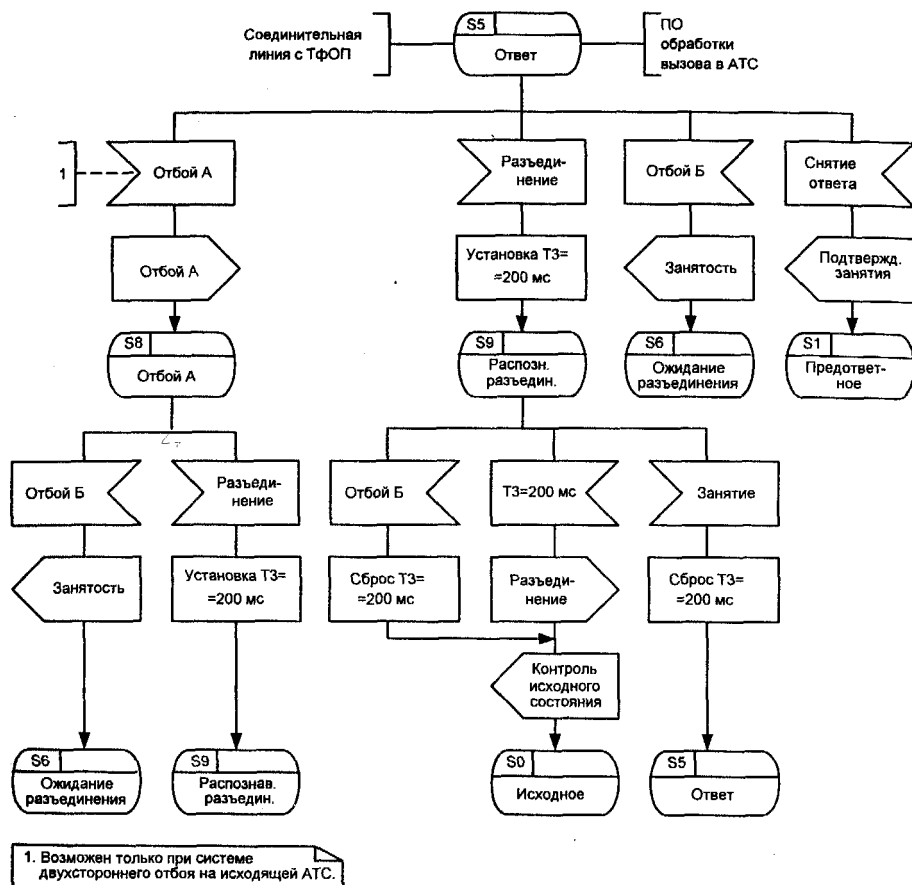 Соединительная
линия с ТфОП
S5
Ответ
ПО
обработки
вызова в АТС
1
Отбой А
Разъеди-
нение
Отбой Б
Снятие
ответа
Отбой А
Установка Т3=
=200 мс
Занятость
Подтвержд.
занятия
S8
Отбой А
S9
Распозн.
разъедин.
S6
Ожидание
разъединения
S1
Предответ-
ное
Отбой Б
Разъеди-
нение
Отбой Б
Т3=200 мс
Занятие
Занятость
Установка Т3=
=200 мс
Сброс Т3=
=200 мс
Разъеди-
нение
Сброс Т3=
=200 мс
Контроль
исходного
состояния
S6
Ожидание
разъединения
S9
Распознав.
разъедин.
S0
Исходное
S5
Ответ
1. Возможен только при системе
двухстороннего отбоя на исходящей АТС.